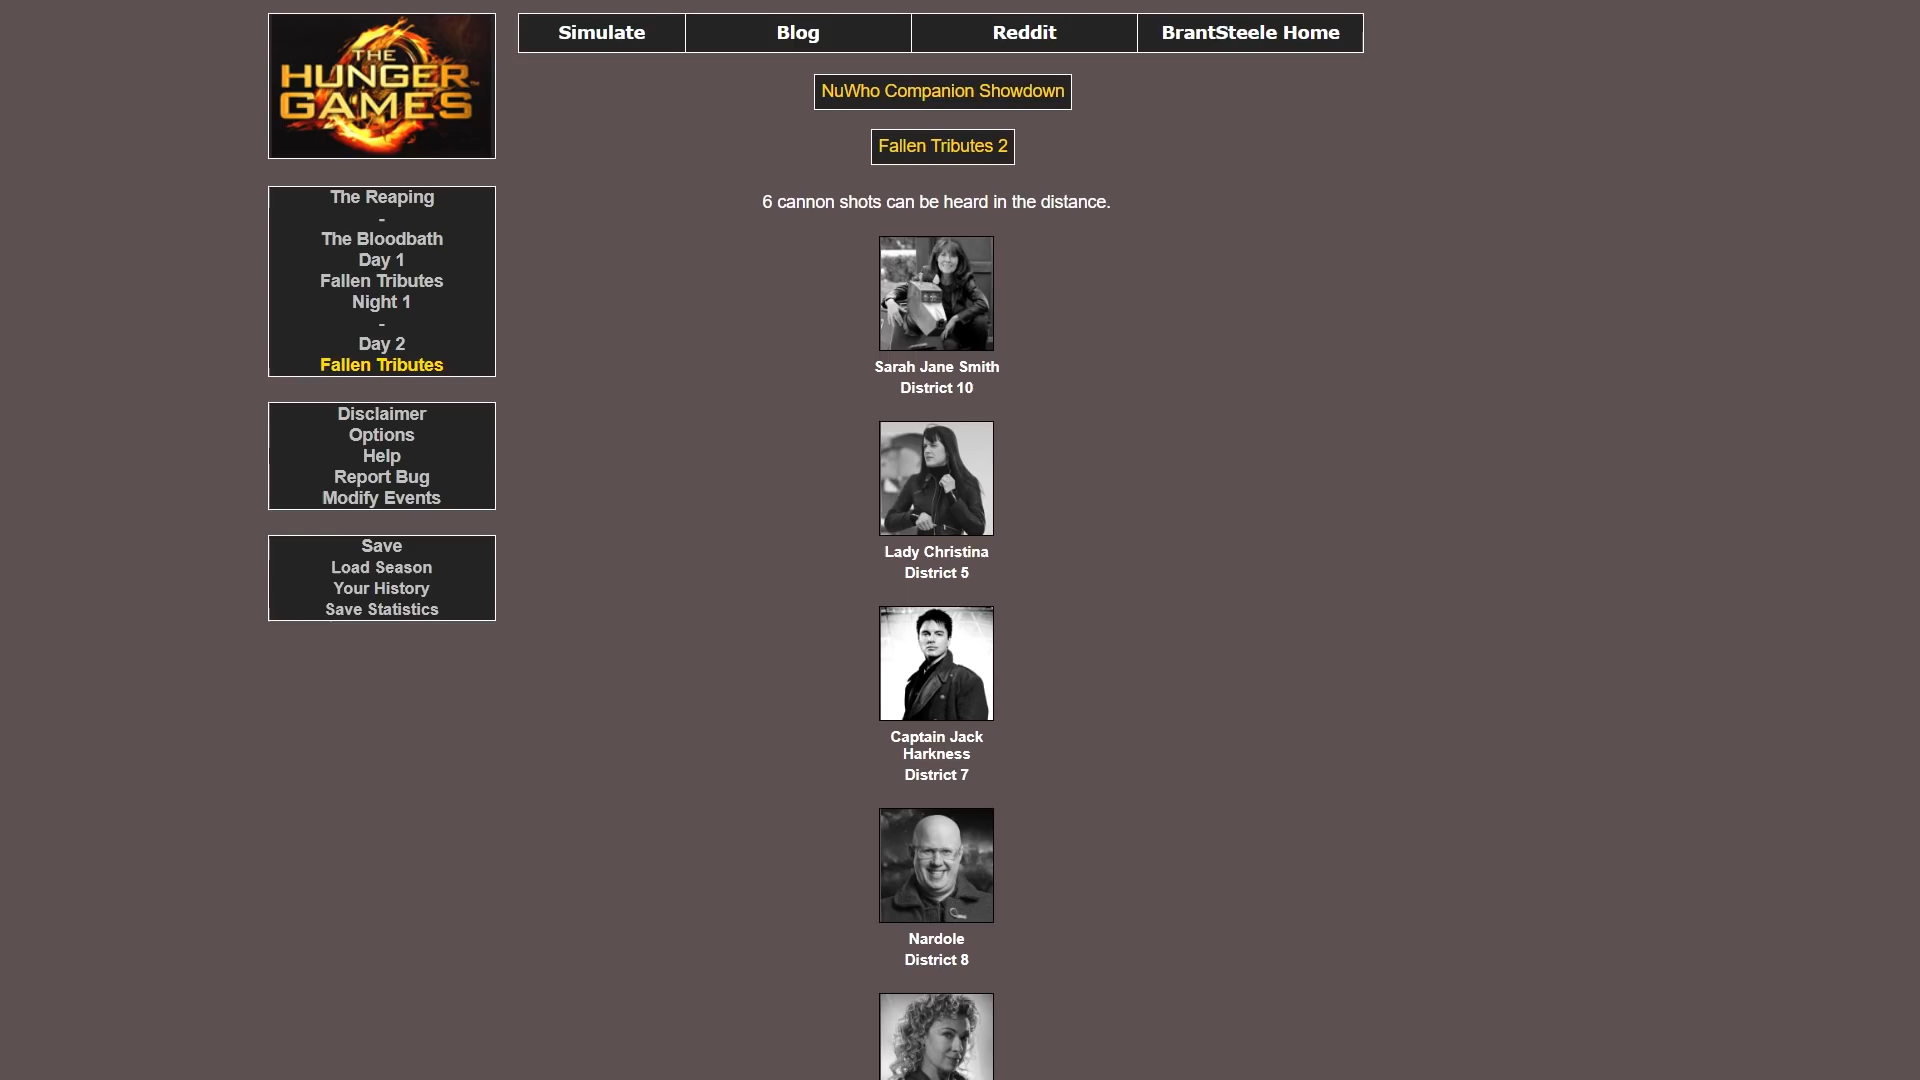 THE
HUNGER
GAMES
Simulate
Blog
Reddit
BrantSteele Home
The Reaping
-
The Bloodbath
Day 1
Fallen Tributes
Night 1
-
Day 2
Fallen Tributes
Disclaimer
Options
Help
Report Bug
Modify Events
Save
Load Season
Your History
Save Statistics
NuWho Companion Showdown
Fallen Tributes 2
6 cannon shots can be heard in the distance.
Sarah Jane Smith
District 10
Lady Christina
District 5
Captain Jack
Harkness
District 7
Nardole
District 8